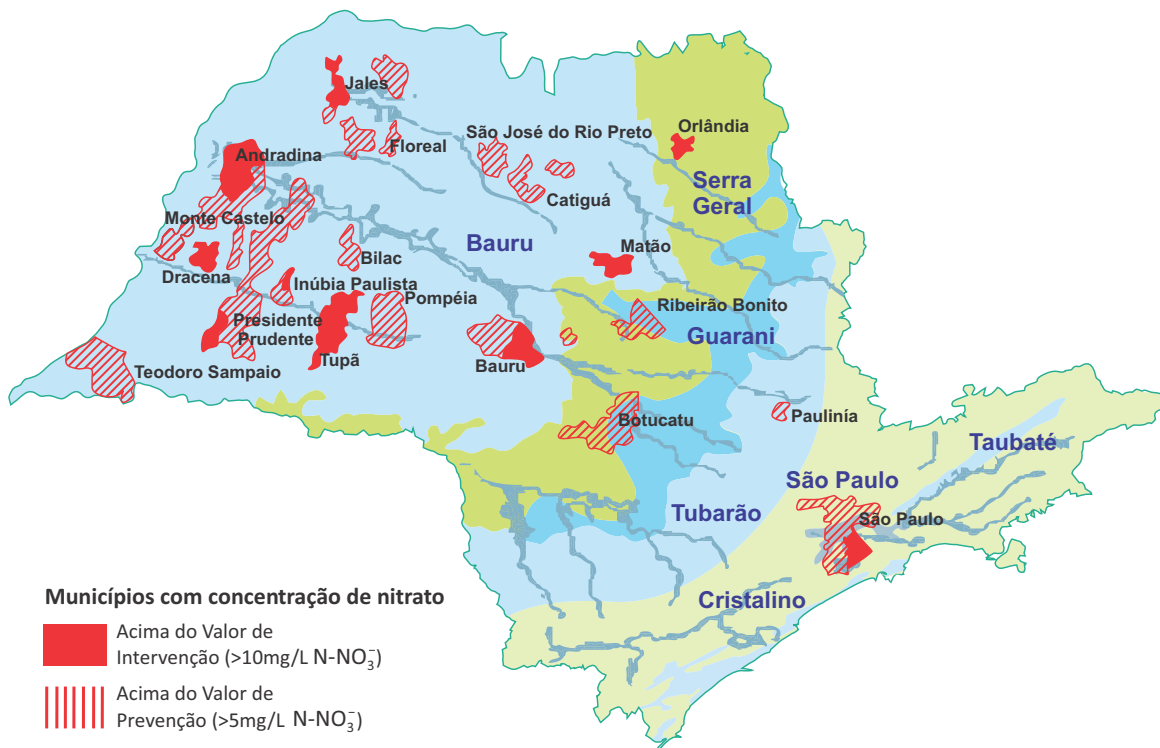 Jales
Floreal
São José do Rio Preto
Orlândia
Andradina
Catiguá
Serra
Geral
Monte Castelo
Bauru
Matão
Bilac
Dracena
Inúbia Paulista
Pompéia
Ribeirão Bonito
Presidente
Prudente
Guarani
Tupã
Bauru
Teodoro Sampaio
Botucatu
Paulinía
Taubaté
São Paulo
Tubarão
São Paulo
Cristalino
Municípios com concentração de nitrato
Acima do Valor de
Intervenção (>10mg/L N-NO₃⁻)
Acima do Valor de
Prevenção (>5mg/L N-NO₃⁻)